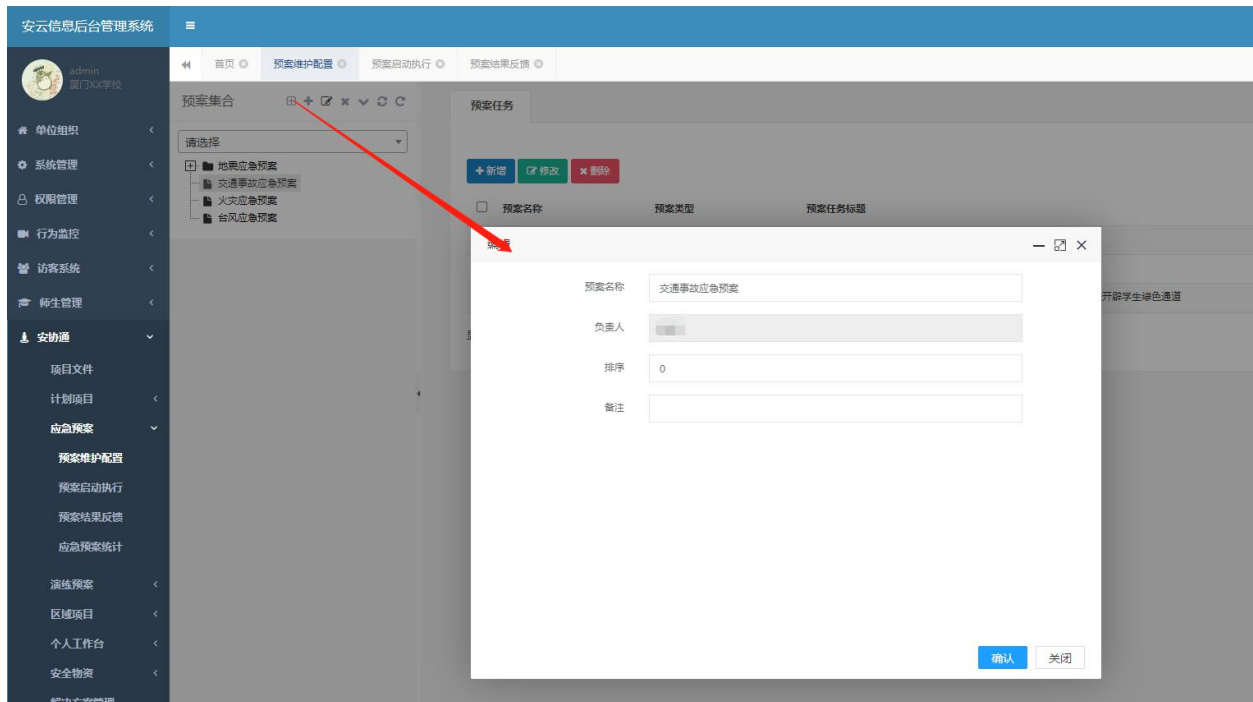 安云信息后台管理系统
admin
厦门XX学校
首页 预案维护配置 预案启动执行 预案结果反馈
单位组织
系统管理
权限管理
行为监控
访客系统
师生管理
安协通
项目文件
计划项目
应急预案
预案维护配置
预案启动执行
预案结果反馈
应急预案统计
演练预案
区域项目
个人工作台
安全物资
解决方案管理
预案集合
请选择
地震应急预案
交通事故应急预案
火灾应急预案
台风应急预案
预案任务
新增 修改 删除
预案名称 预案类型 预案任务标题
开辟学生绿色通道
编辑
预案名称 交通事故应急预案
负责人
排序 0
备注
确认 关闭